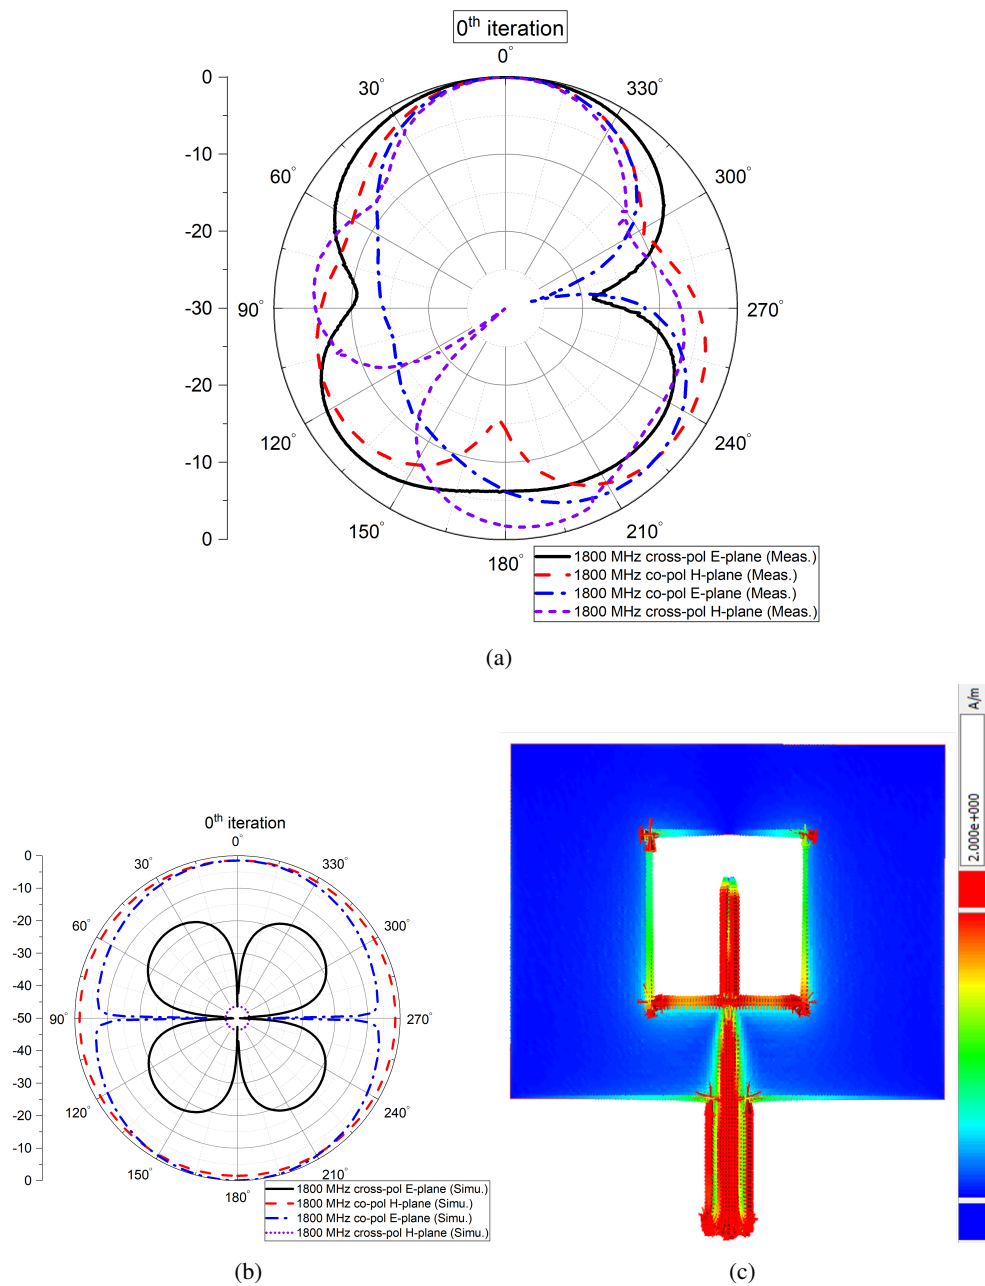 0th iteration
0°
0
30°
330°
-10
60°
300°
-20
-30
90°
270°
-20
120°
240°
-10
150°
210°
0
180°
1800 MHz cross-pol E-plane (Meas.)
1800 MHz co-pol H-plane (Meas.)
1800 MHz co-pol E-plane (Meas.)
1800 MHz cross-pol H-plane (Meas.)
(a)
0th iteration
0°
0
30°
330°
-10
60°
300°
-20
-30
-40
-50
90°
270°
-40
-30
120°
240°
-20
-10
150°
210°
0
180°
1800 MHz cross-pol E-plane (Simu.)
1800 MHz co-pol H-plane (Simu.)
1800 MHz co-pol E-plane (Simu.)
1800 MHz cross-pol H-plane (Simu.)
(b)
A/m
2.000e+000
(c)